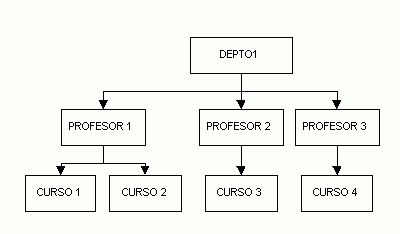 DEPTO1
PROFESOR 1
PROFESOR 2
PROFESOR 3
CURSO 1
CURSO 2
CURSO 3
CURSO 4